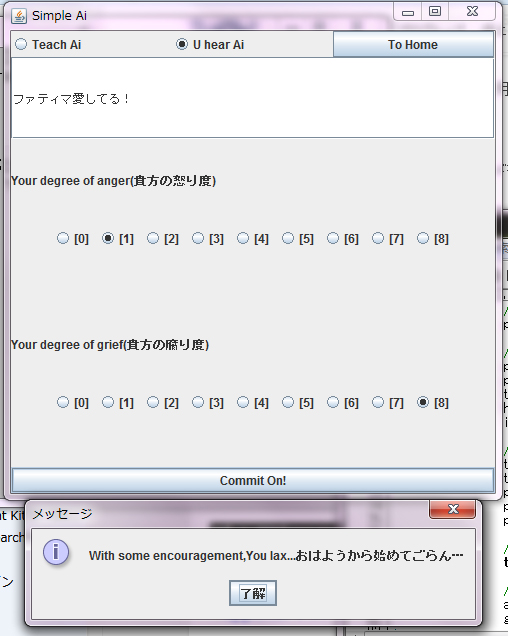 Simple Ai
Teach Ai
U hear Ai
To Home
ファティマ愛してる！
Your degree of anger(貴方の怒り度)
[0] [1] [2] [3] [4] [5] [6] [7] [8]
Your degree of grief(貴方の腐り度)
[0] [1] [2] [3] [4] [5] [6] [7] [8]
Commit On!
メッセージ
With some encouragement,You lax...おはようから始めてごらん…
了解